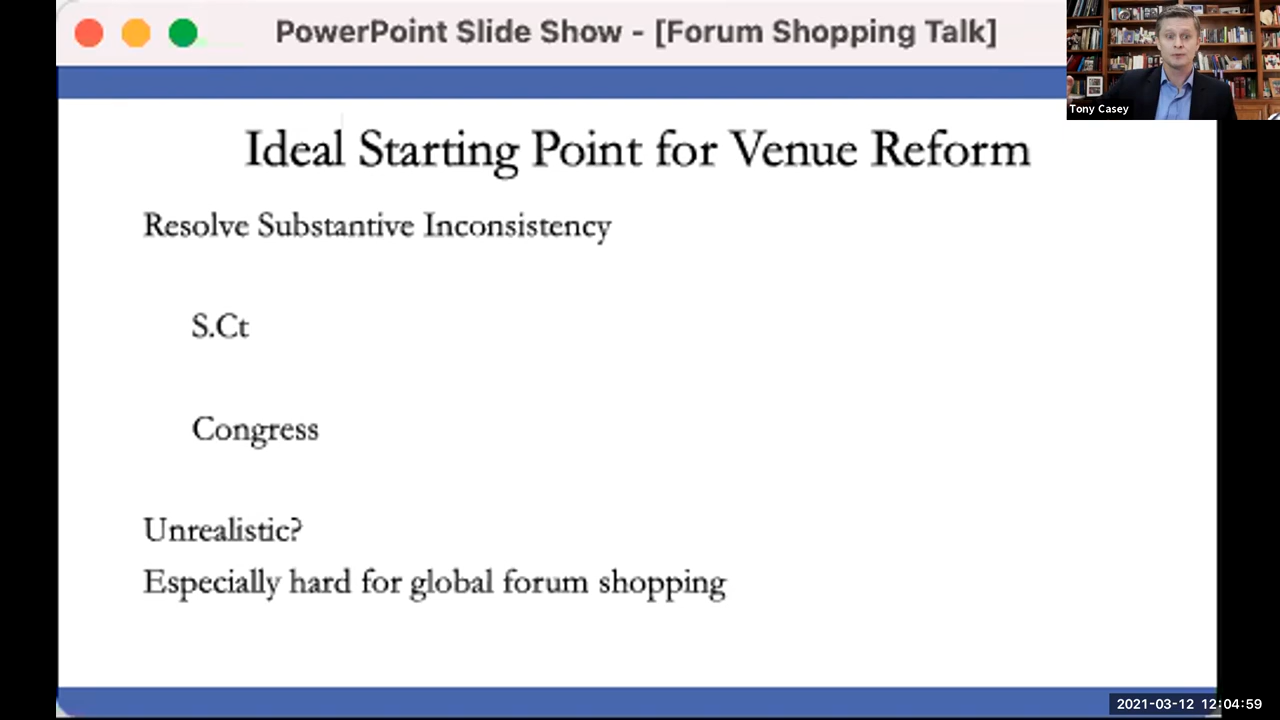 PowerPoint Slide Show - [Forum Shopping Talk]
Tony Casey
Ideal Starting Point for Venue Reform
Resolve Substantive Inconsistency
S.Ct
Congress
Unrealistic?
Especially hard for global forum shopping
2021-03-12 12:04:59